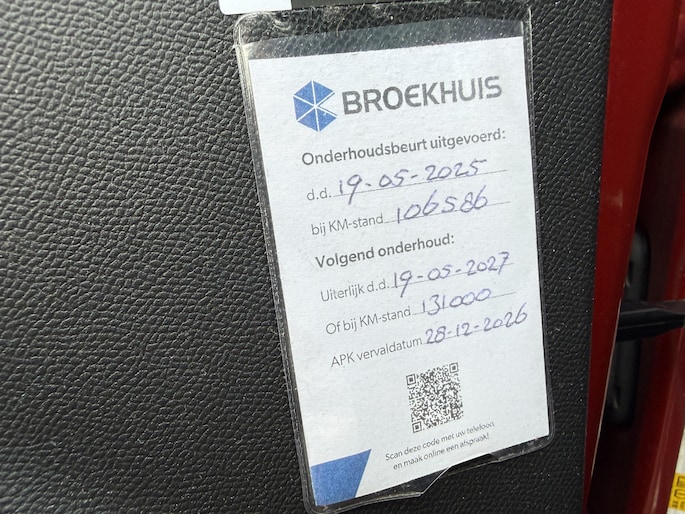 BROEKHUIS
Onderhoudsbeurt uitgevoerd:
d.d. 19-05-2025
bij KM-stand 106586
Volgend onderhoud:
Uiterlijk d.d. 19-05-2027
Of bij KM-stand 131000
APK vervaldatum 28-12-2026
Scan deze code met uw telefoon,
en maak online een afspraak!